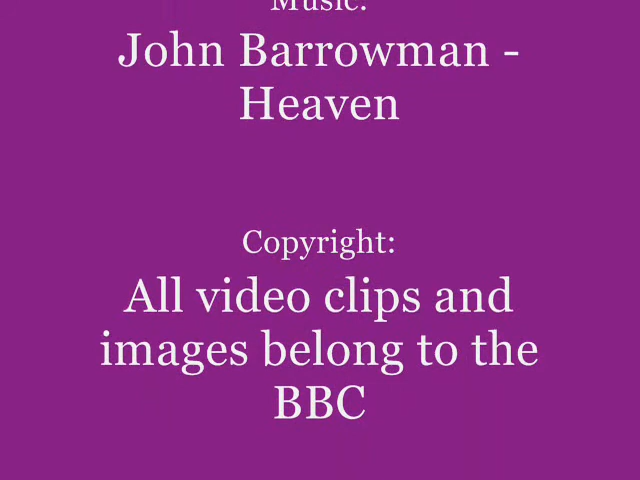 Music:
John Barrowman -
Heaven
Copyright:
All video clips and
images belong to the
BBC